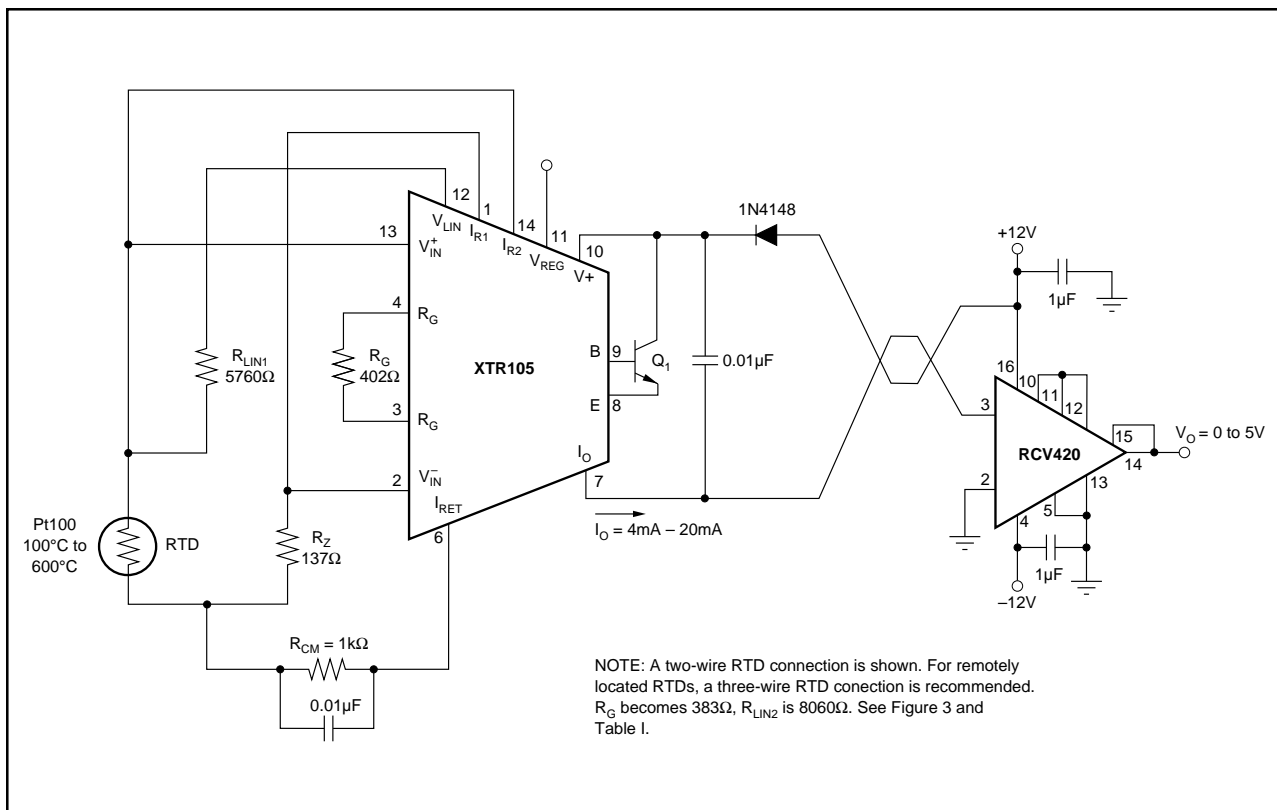 12
1
14
11
10
13
V+IN
VLIN
IR1
IR2
VREG
V+
1N4148
+12V
1µF
RLIN1
5760Ω
4
RG
RG
402Ω
XTR105
B
9
Q1
0.01µF
E
8
3
RG
IO
7
2
V–IN
IRET
6
IO = 4mA – 20mA
16
10
11
12
3
15
RCV420
14
VO = 0 to 5V
2
13
5
4
1µF
–12V
Pt100
100°C to
600°C
RTD
RZ
137Ω
RCM = 1kΩ
0.01µF
NOTE: A two-wire RTD connection is shown. For remotely
located RTDs, a three-wire RTD conection is recommended.
RG becomes 383Ω, RLIN2 is 8060Ω. See Figure 3 and
Table I.